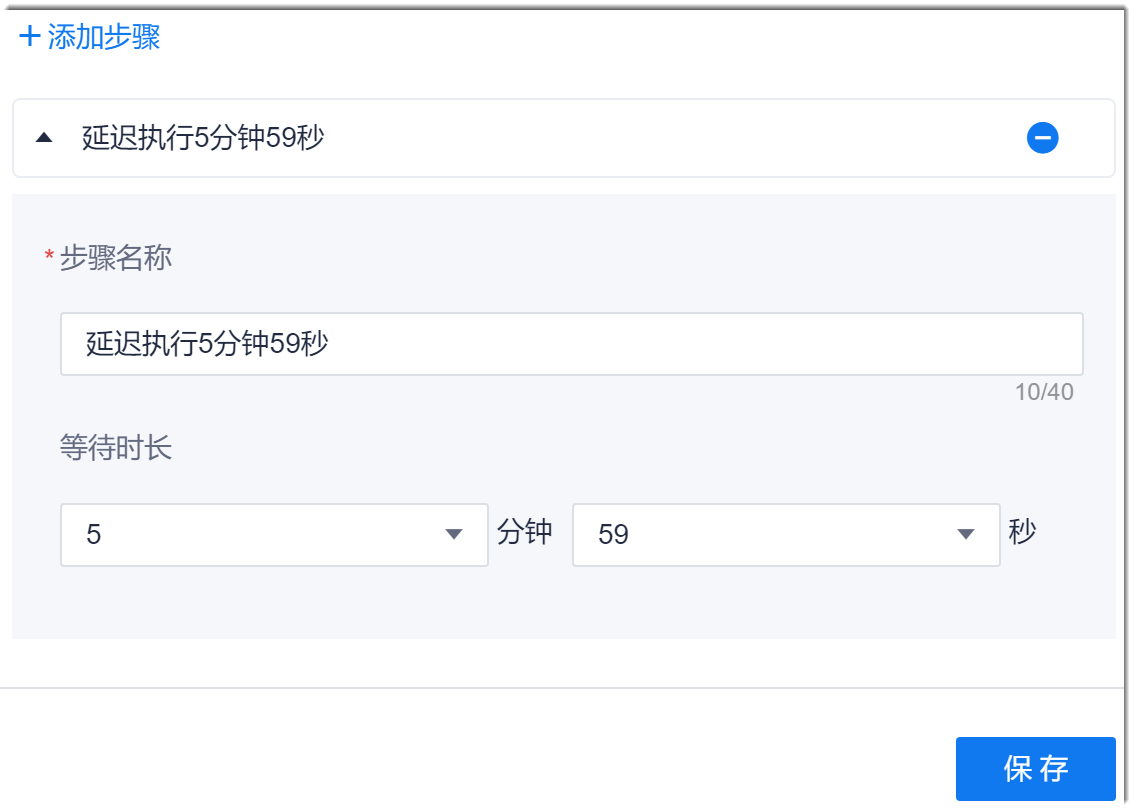 + 添加步骤
延迟执行5分钟59秒
* 步骤名称
延迟执行5分钟59秒
10/40
等待时长
5 分钟 59 秒
保存